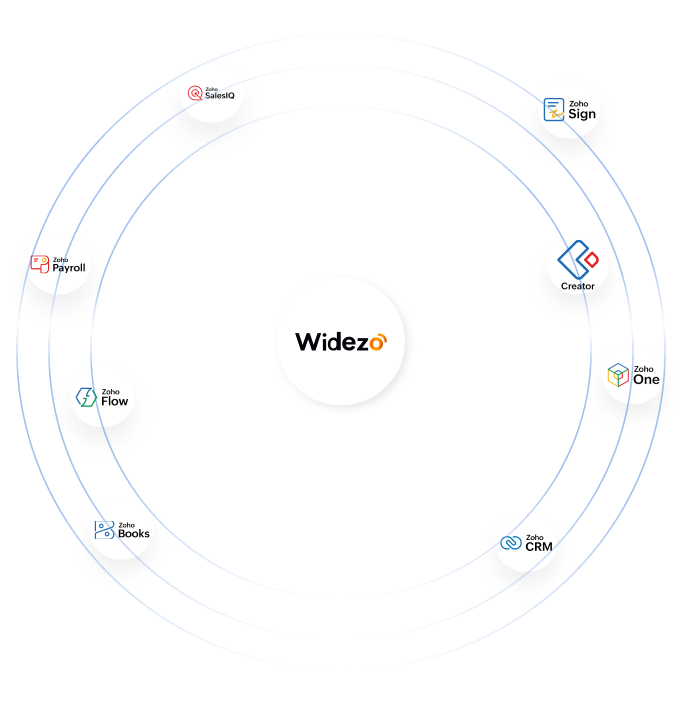 Zoho
SalesIQ
Zoho
Sign
Zoho
Payroll
Creator
Widezo
Zoho
One
Zoho
Flow
Zoho
Books
Zoho
CRM